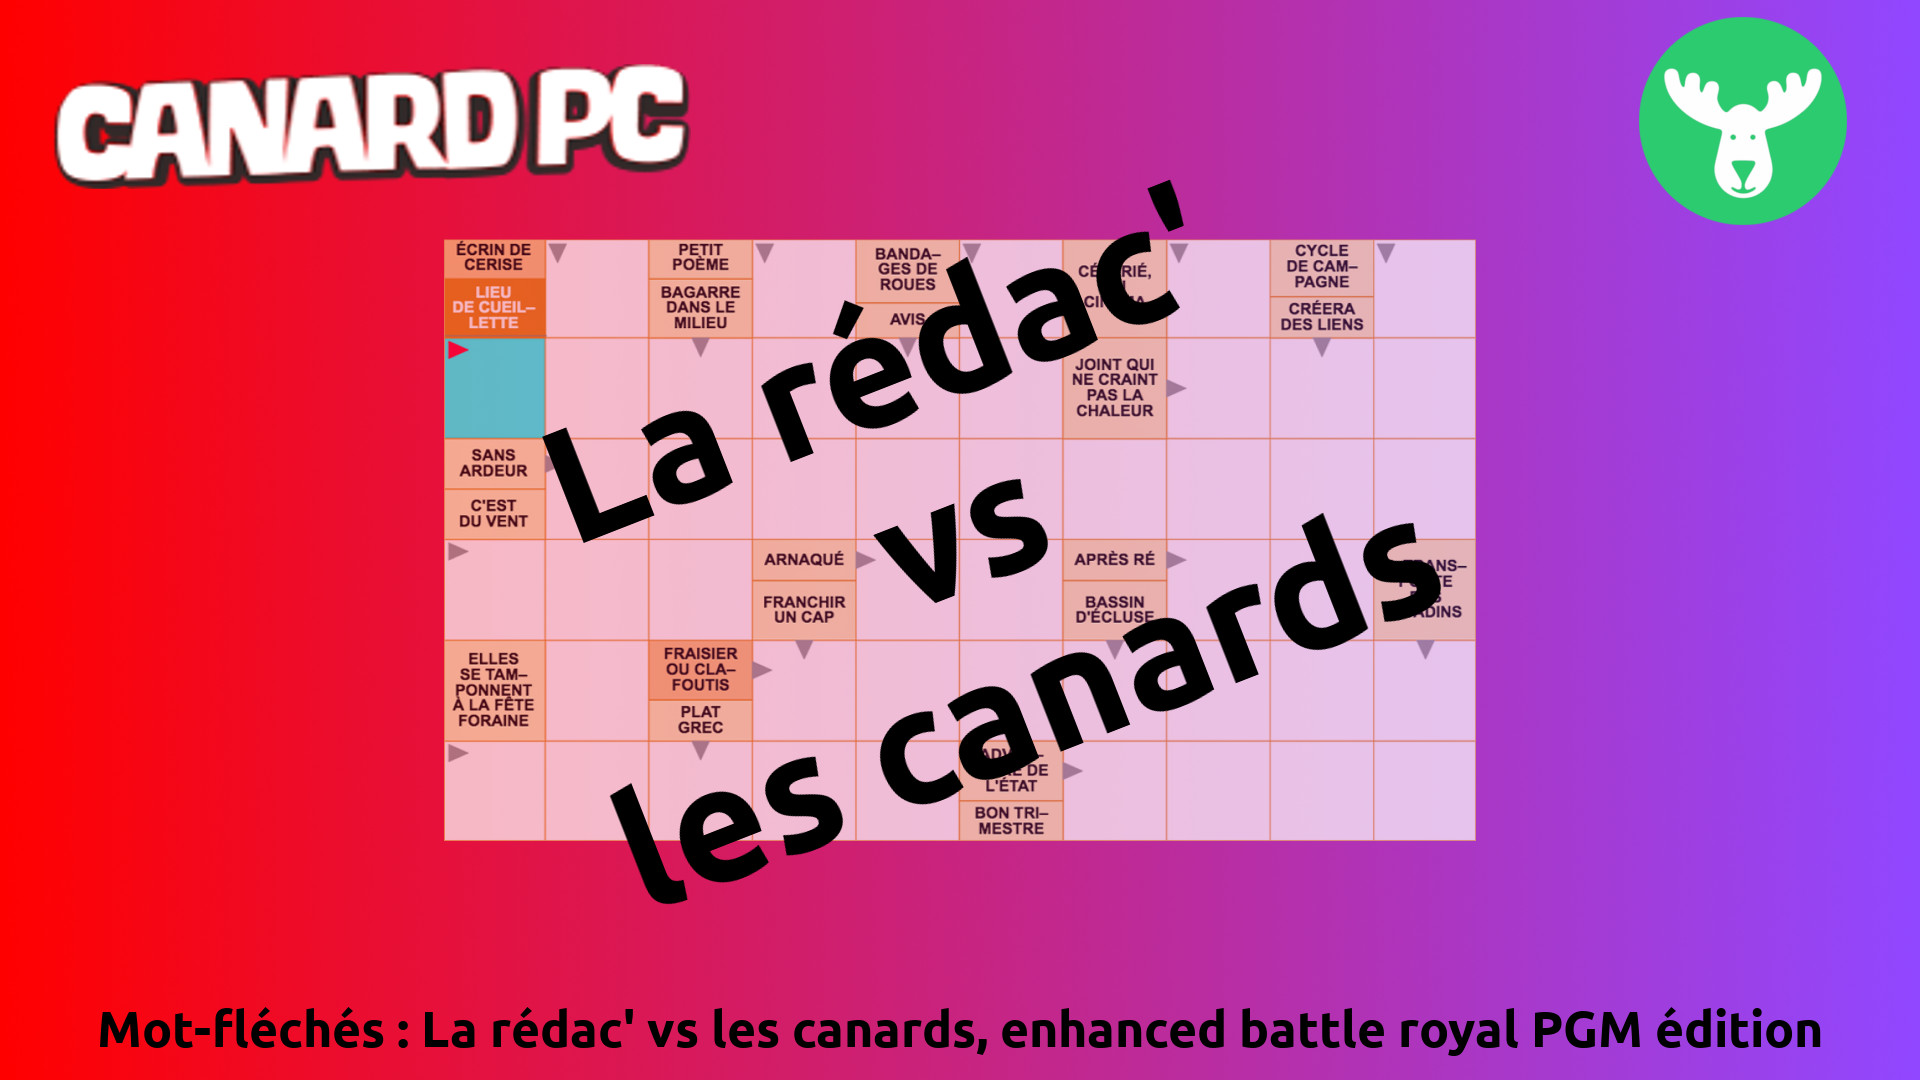 CANARD PC
La rédac'
vs
les canards
ÉCRIN DE
CERISE
LIEU
DE CUEIL–
LETTE
PETIT
POÈME
BAGARRE
DANS LE
MILIEU
BANDA–
GES DE
ROUES
AVIS
CYCLE
DE CAM–
PAGNE
CRÉERA
DES LIENS
JOINT QUI
NE CRAINT
PAS LA
CHALEUR
SANS
ARDEUR
C'EST
DU VENT
ARNAQUÉ
FRANCHIR
UN CAP
APRÈS RÉ
BASSIN
D'ÉCLUSE
ELLES
SE TAM–
PONNENT
À LA FÊTE
FORAINE
FRAISIER
OU CLA–
FOUTIS
PLAT
GREC
DE
L'ÉTAT
BON TRI–
MESTRE
Mot-fléchés : La rédac' vs les canards, enhanced battle royal PGM édition